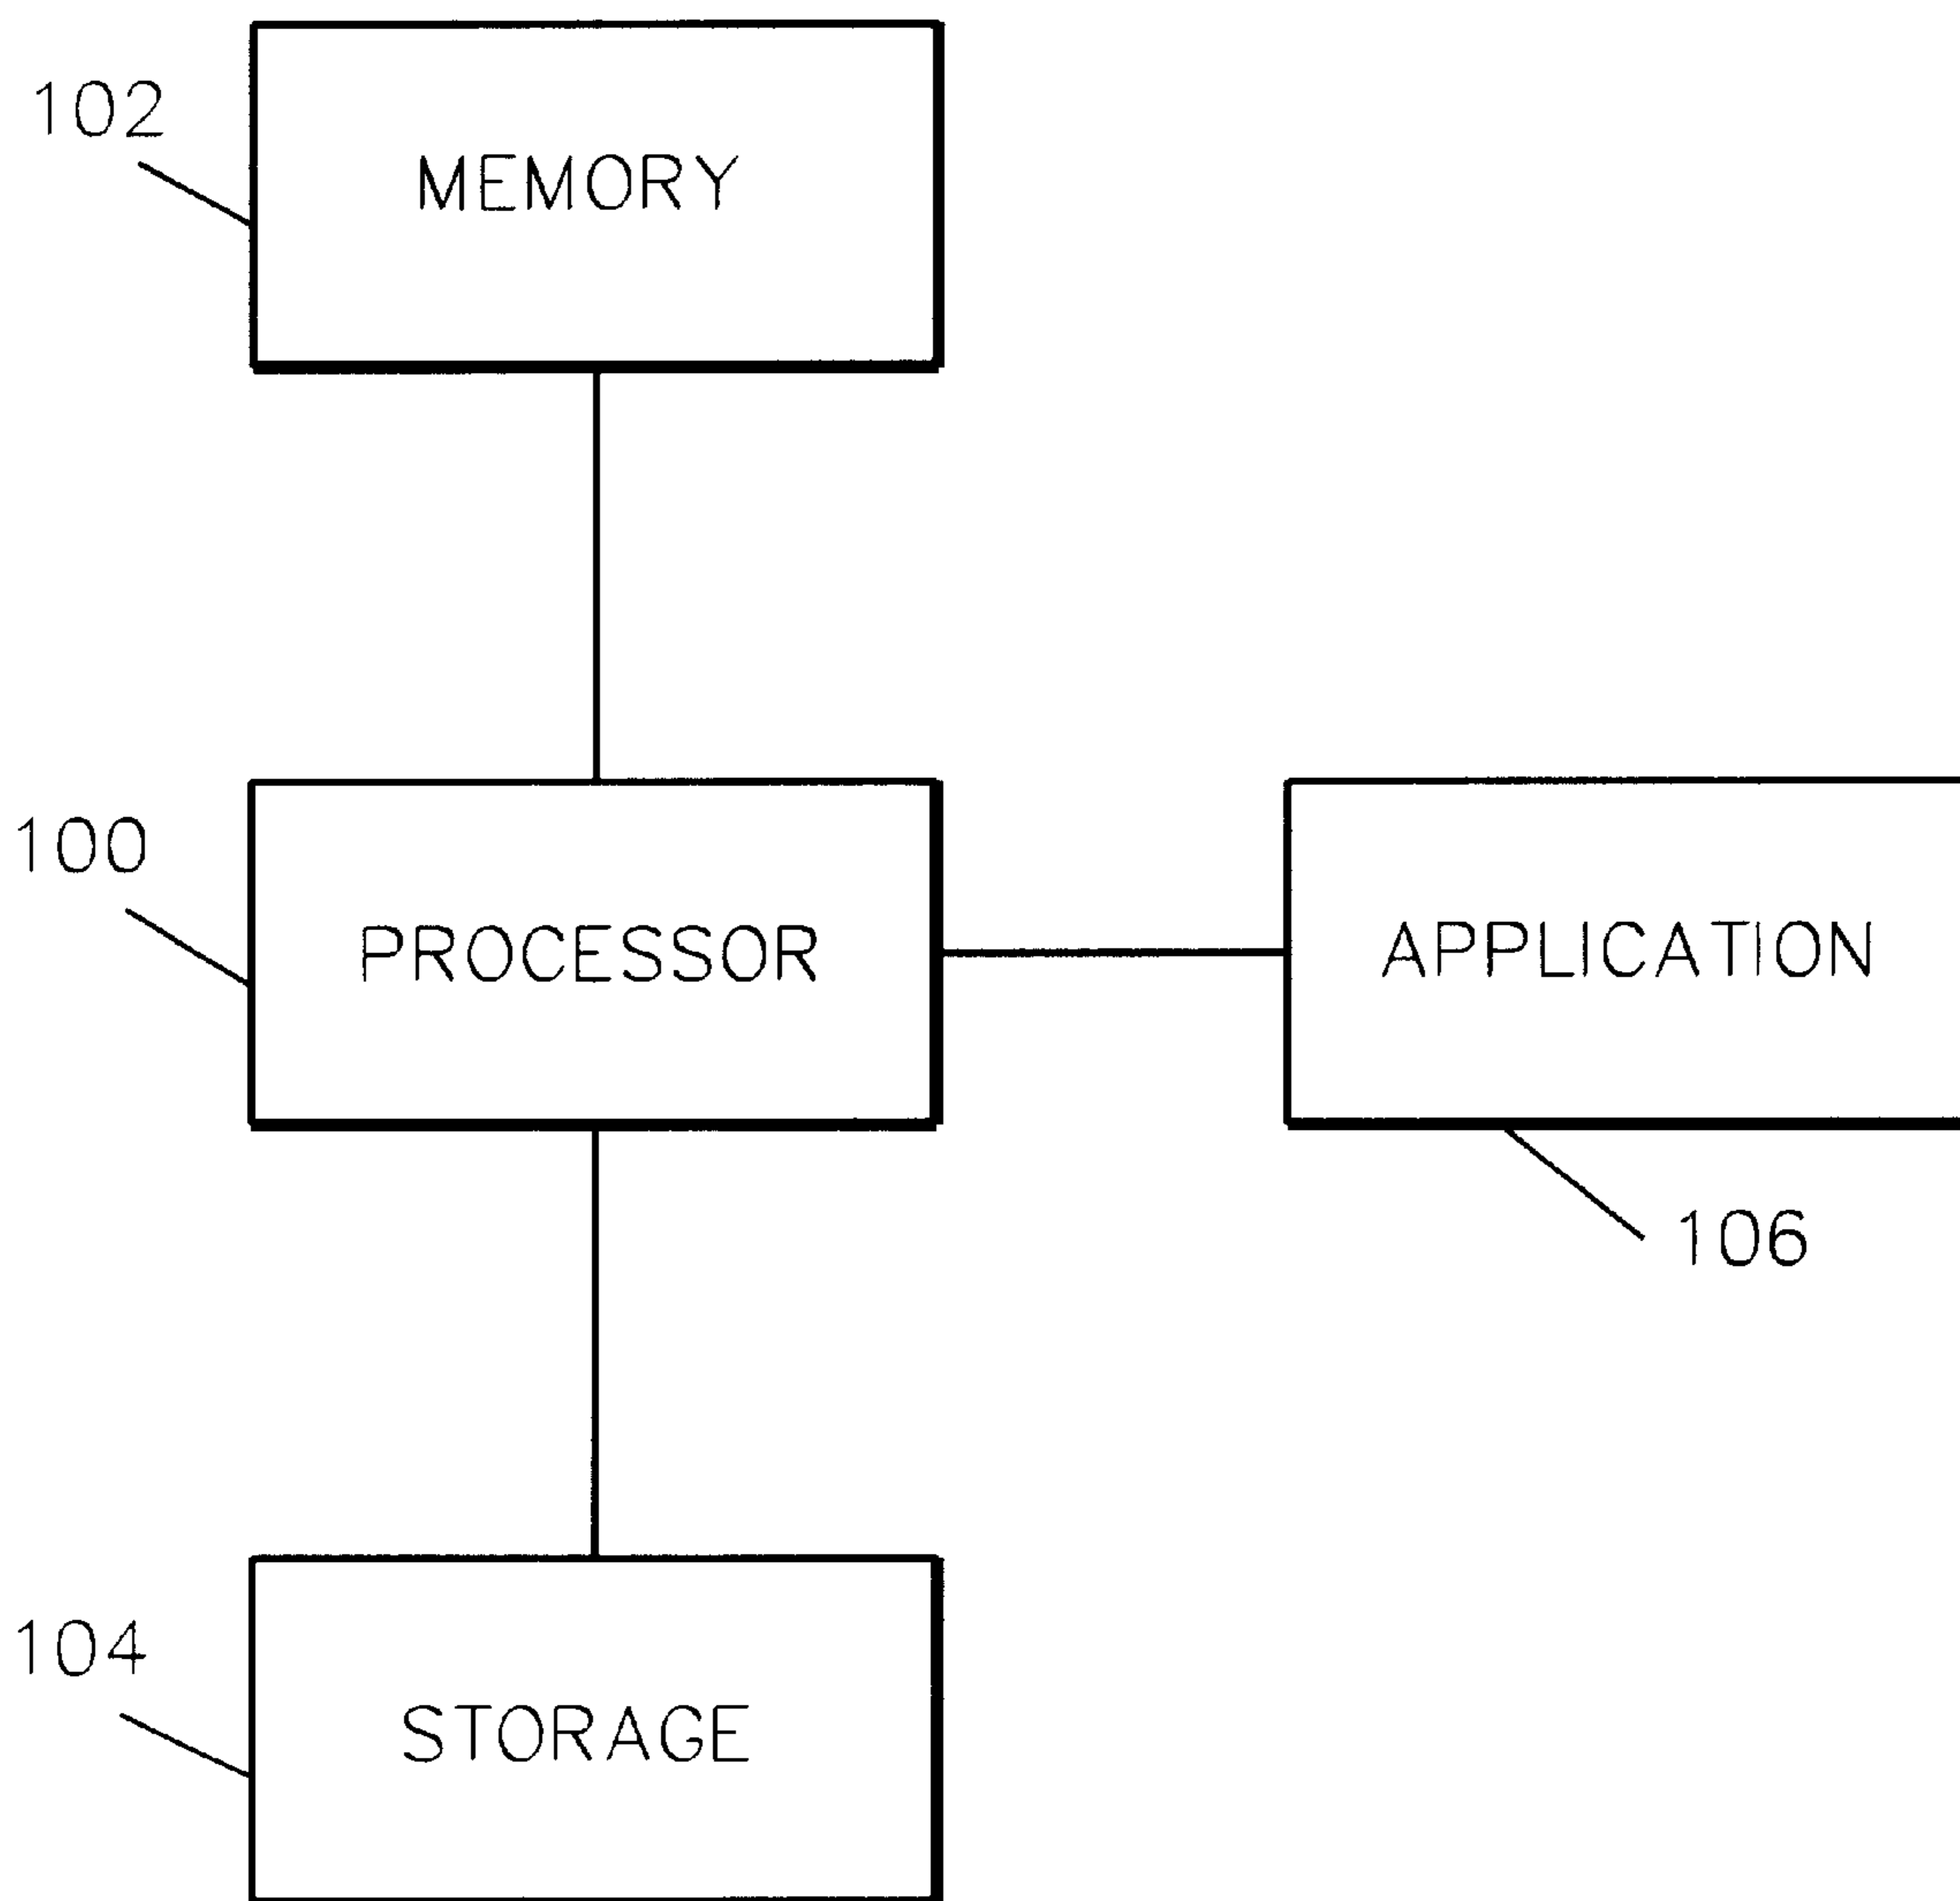 102
MEMORY
100
PROCESSOR
APPLICATION
106
104
STORAGE